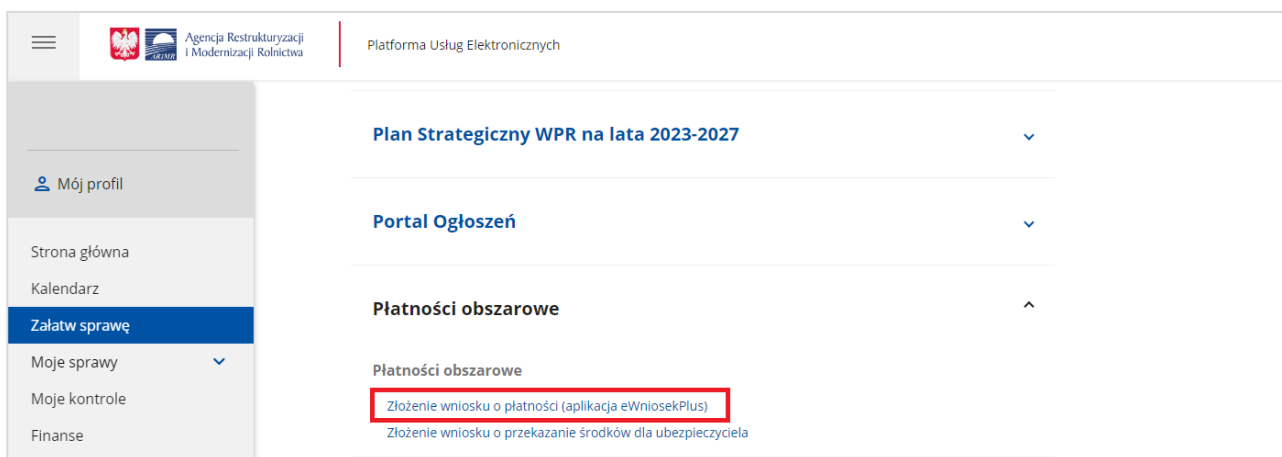 Agencja Restrukturyzacji
i Modernizacji Rolnictwa
ARiMR
Platforma Usług Elektronicznych
Mój profil
Strona główna
Kalendarz
Załatw sprawę
Moje sprawy
Moje kontrole
Finanse
Plan Strategiczny WPR na lata 2023-2027
Portal Ogłoszeń
Płatności obszarowe
Płatności obszarowe
Złożenie wniosku o płatności (aplikacja eWniosekPlus)
Złożenie wniosku o przekazanie środków dla ubezpieczyciela